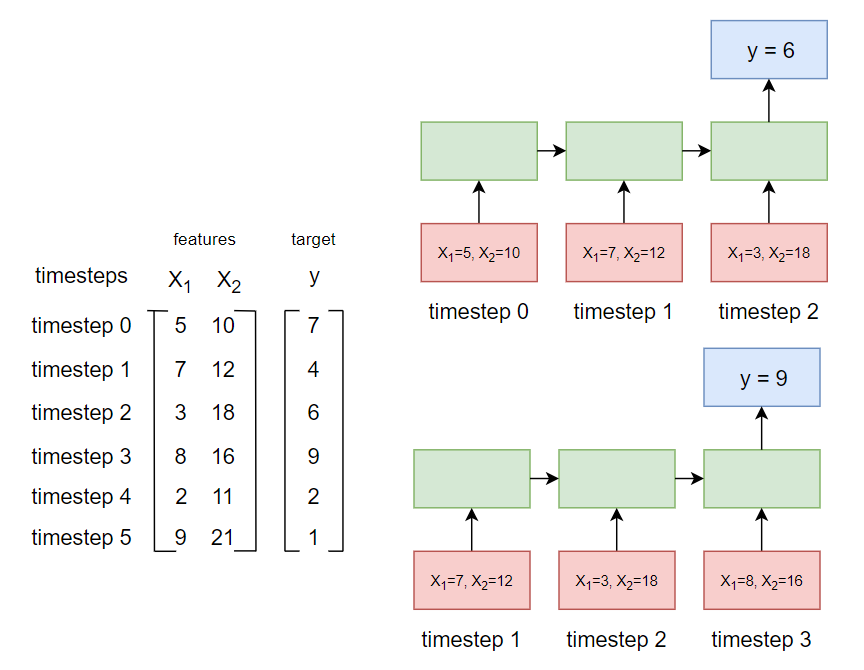 features target
timesteps X₁ X₂ y
timestep 0 5 10 7
timestep 1 7 12 4
timestep 2 3 18 6
timestep 3 8 16 9
timestep 4 2 11 2
timestep 5 9 21 1
y = 6
X₁=5, X₂=10 X₁=7, X₂=12 X₁=3, X₂=18
timestep 0 timestep 1 timestep 2
y = 9
X₁=7, X₂=12 X₁=3, X₂=18 X₁=8, X₂=16
timestep 1 timestep 2 timestep 3